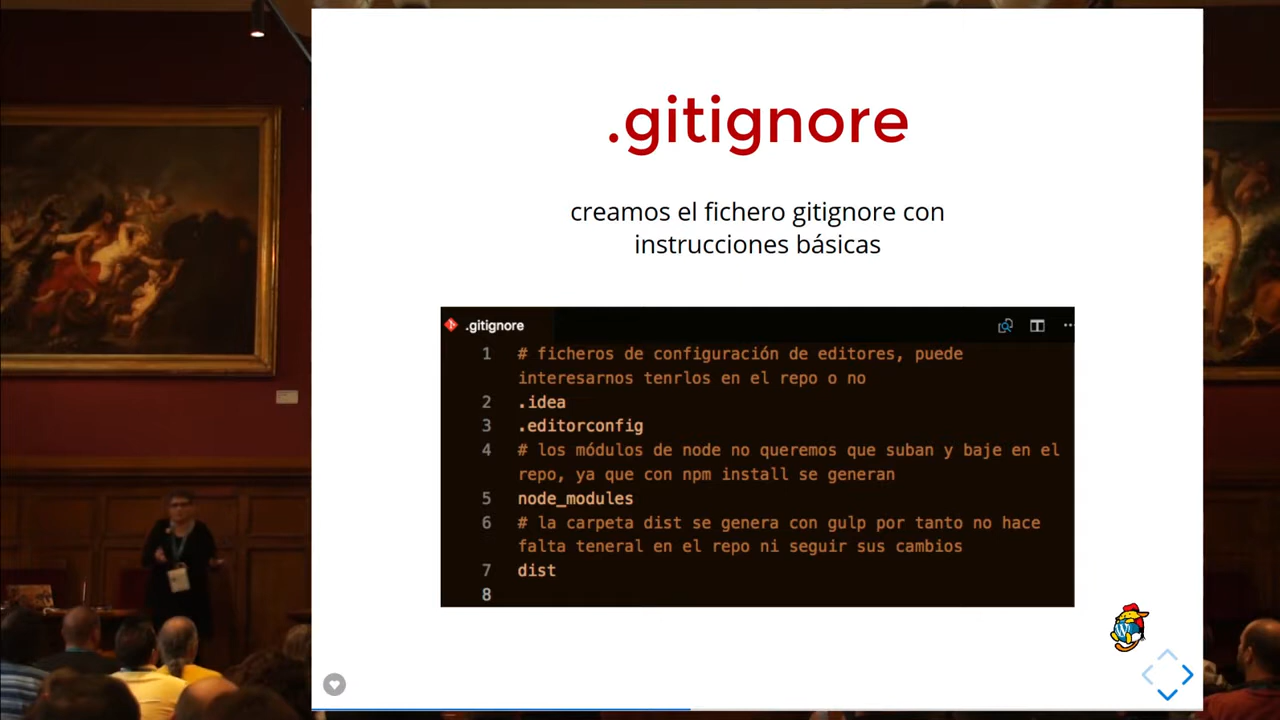 .gitignore
creamos el fichero gitignore con
instrucciones básicas
.gitignore
1 # ficheros de configuración de editores, puede
interesarnos tenrlos en el repo o no
2 .idea
3 .editorconfig
4 # los módulos de node no queremos que suban y baje en el
repo, ya que con npm install se generan
5 node_modules
6 # la carpeta dist se genera con gulp por tanto no hace
falta teneral en el repo ni seguir sus cambios
7 dist
8